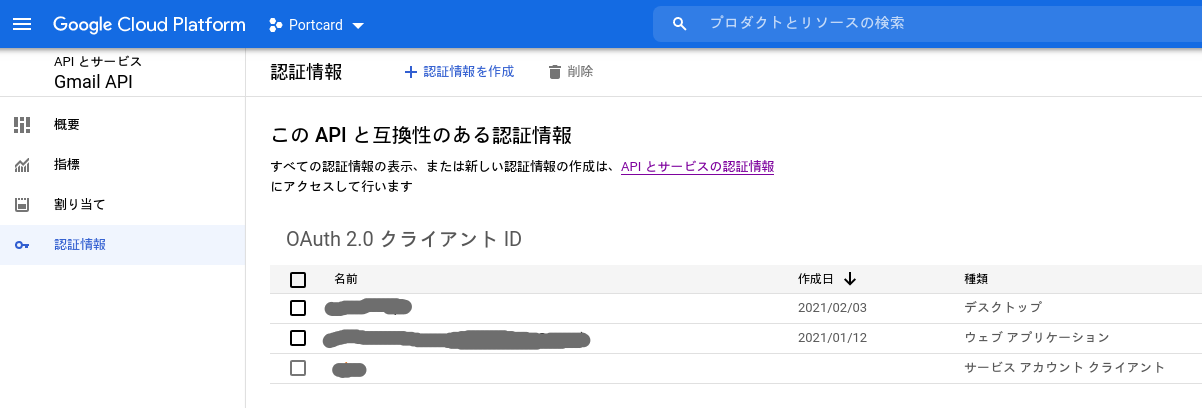 Google Cloud Platform Portcard プロダクトとリソースの検索
API とサービス
Gmail API
認証情報 認証情報を作成 削除
概要
指標
割り当て
認証情報
この API と互換性のある認証情報
すべての認証情報の表示、または新しい認証情報の作成は、API とサービスの認証情報
にアクセスして行います
OAuth 2.0 クライアント ID
名前 作成日 種類
2021/02/03 デスクトップ
2021/01/12 ウェブ アプリケーション
サービス アカウント クライアント